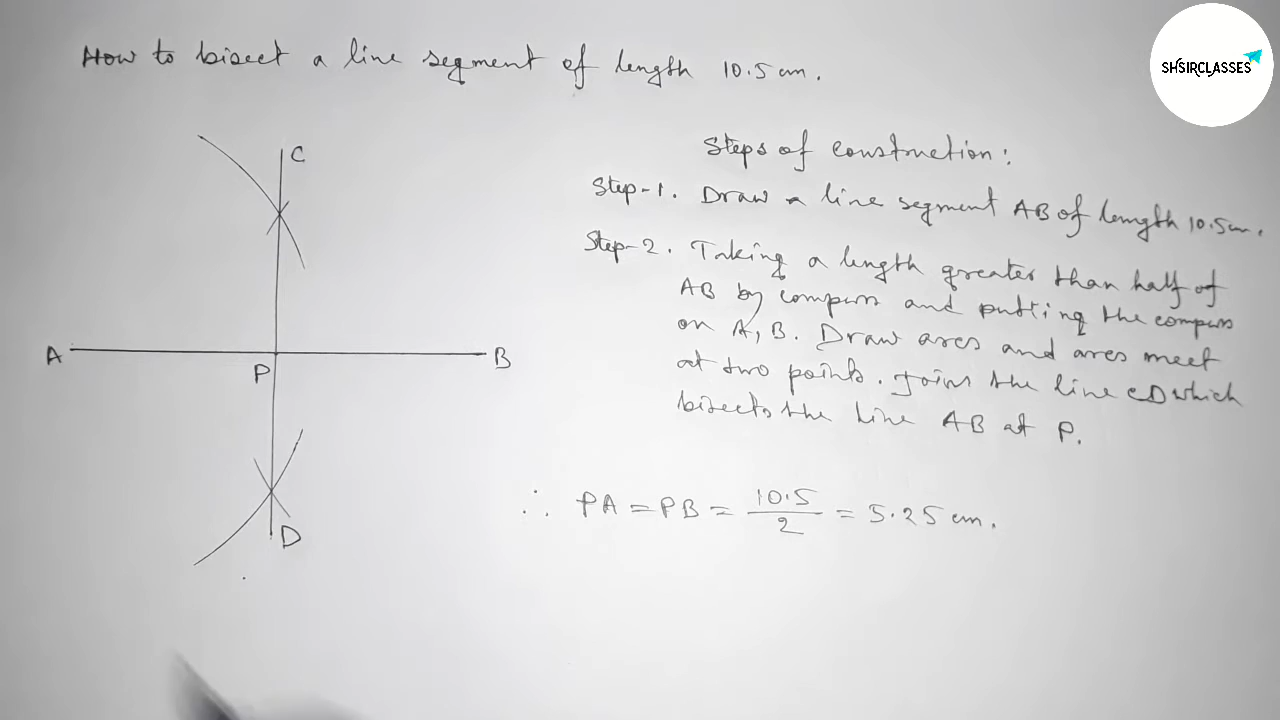 How to bisect a line segment of length 10.5 cm.
SHSIRCLASSES
Steps of construction:
Step-1. Draw a line segment AB of length 10.5cm.
Step-2. Taking a length greater than half of
AB by compass and putting the compass
on A, B. Draw arcs and arcs meet
at two points. Joins the line CD which
bisects the line AB at P.
∴ PA = PB = 10.5/2 = 5.25 cm.
C
A
P
B
D